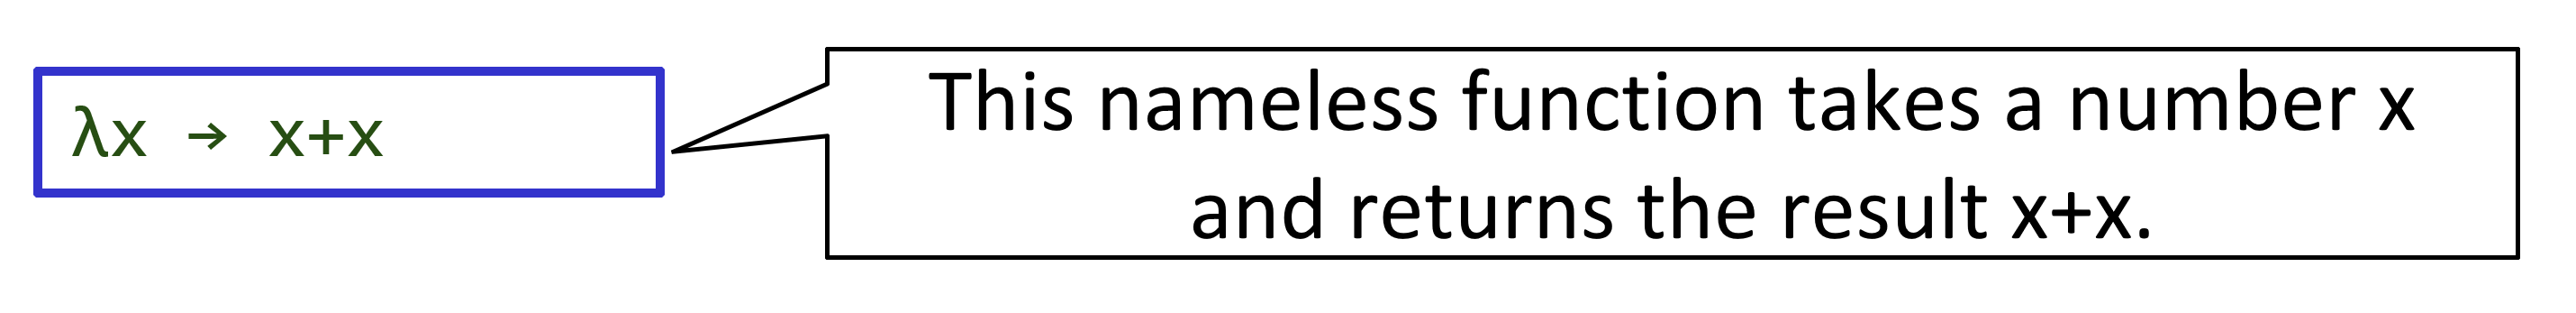 λx → x+x
This nameless function takes a number x
and returns the result x+x.